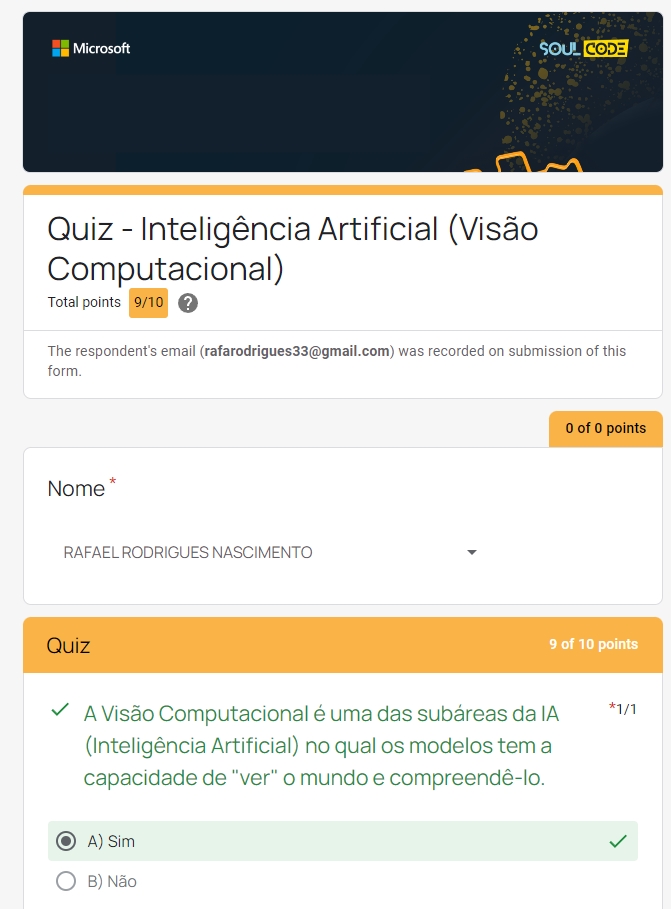 Microsoft
SOUL CODE
Quiz - Inteligência Artificial (Visão
Computacional)
Total points 9/10 ?
The respondent's email (rafarodrigues33@gmail.com) was recorded on submission of this
form.
0 of 0 points
Nome *
RAFAEL RODRIGUES NASCIMENTO
Quiz 9 of 10 points
A Visão Computacional é uma das subáreas da IA *1/1
(Inteligência Artificial) no qual os modelos tem a
capacidade de "ver" o mundo e compreendê-lo.
A) Sim
B) Não